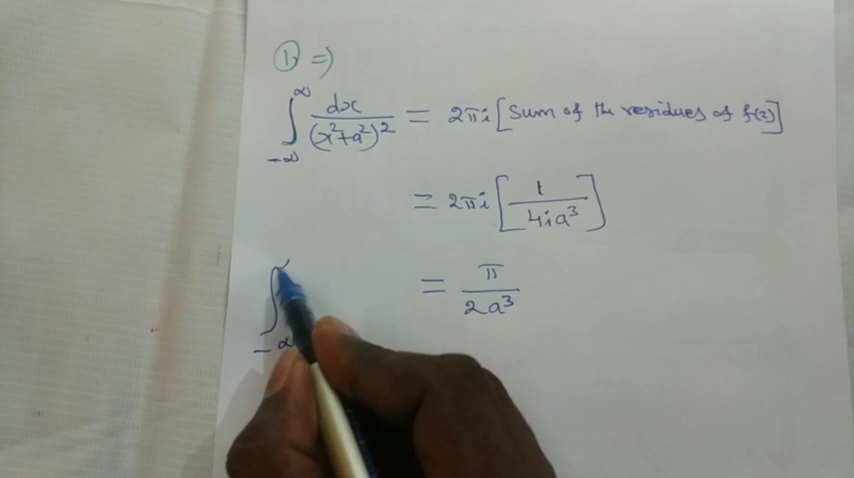 ① ⇒
∫_{-∞}^{∞} dx/(x²+a²)² = 2πi [Sum of the residues of f(z)]
= 2πi [1/4ia³]
∫_{-∞} = π/2a³